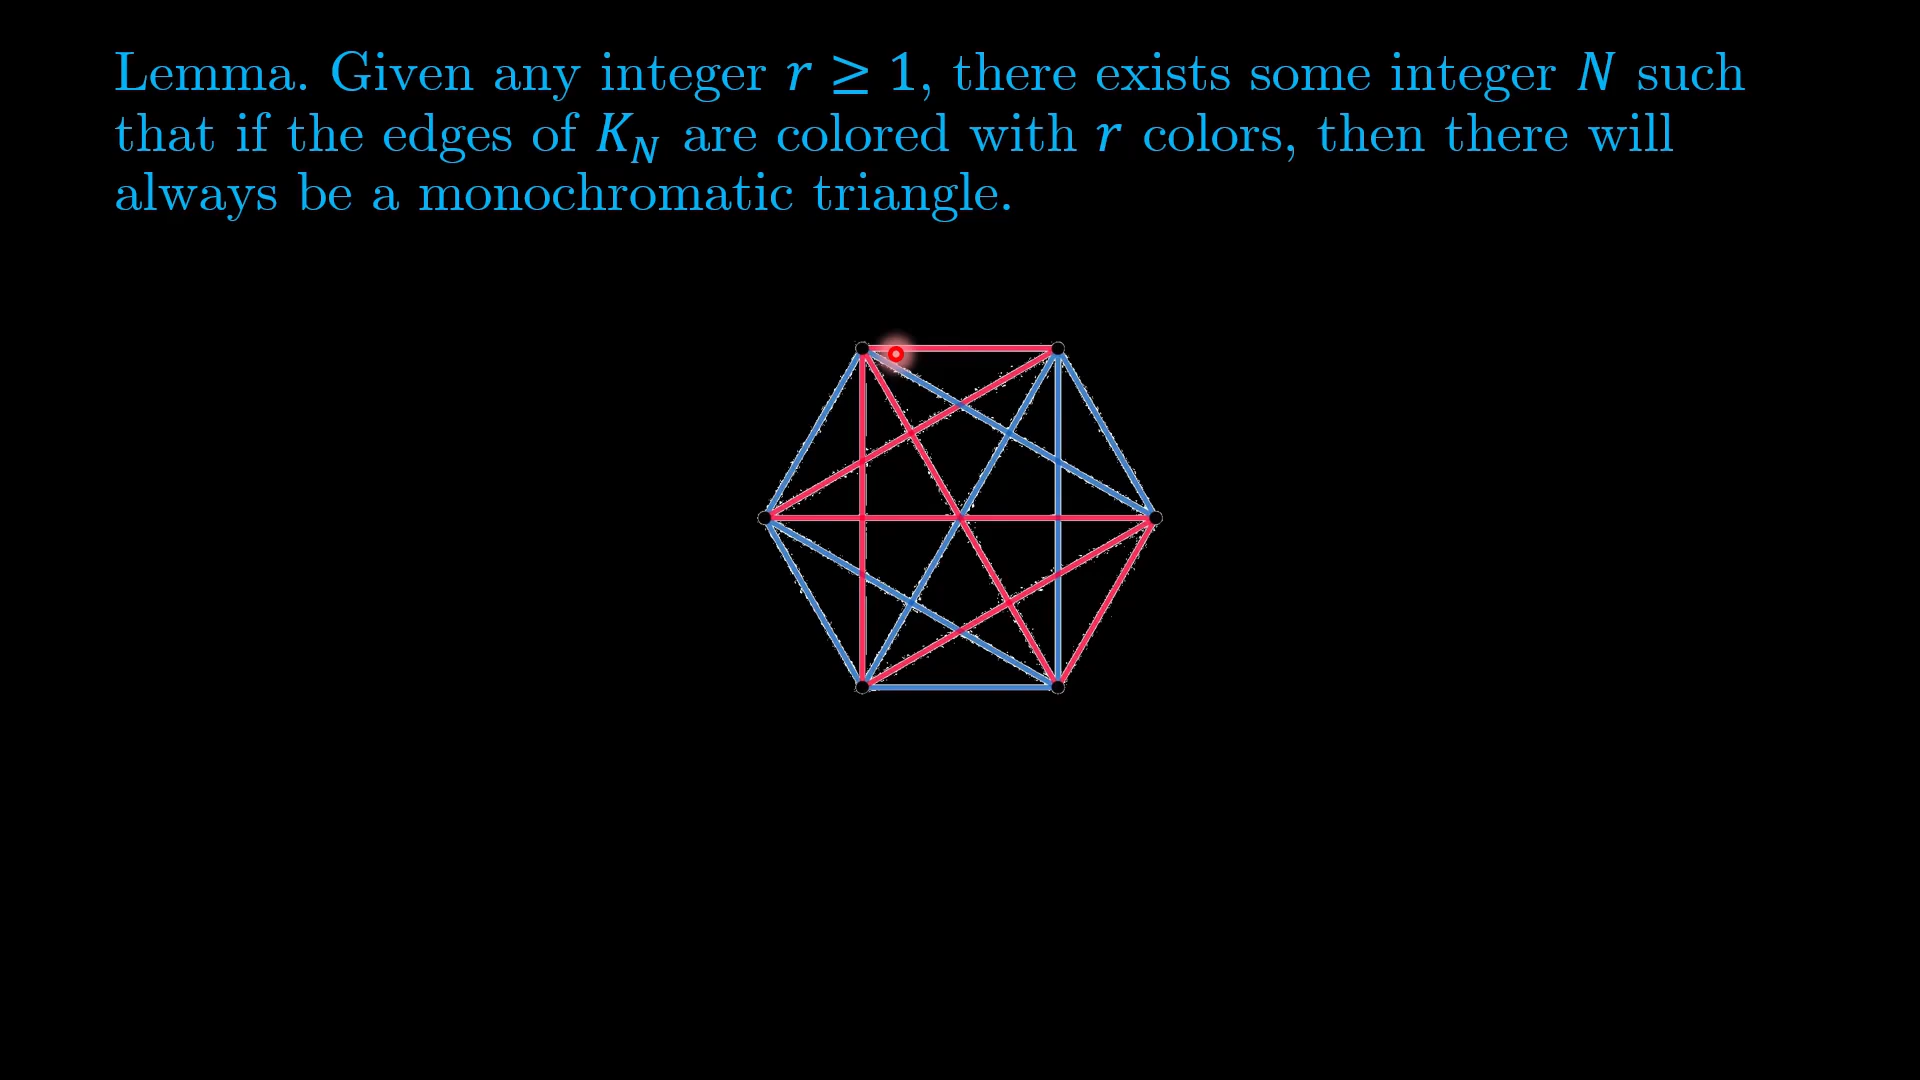 Lemma. Given any integer r ≥ 1, there exists some integer N such
that if the edges of K_N are colored with r colors, then there will
always be a monochromatic triangle.